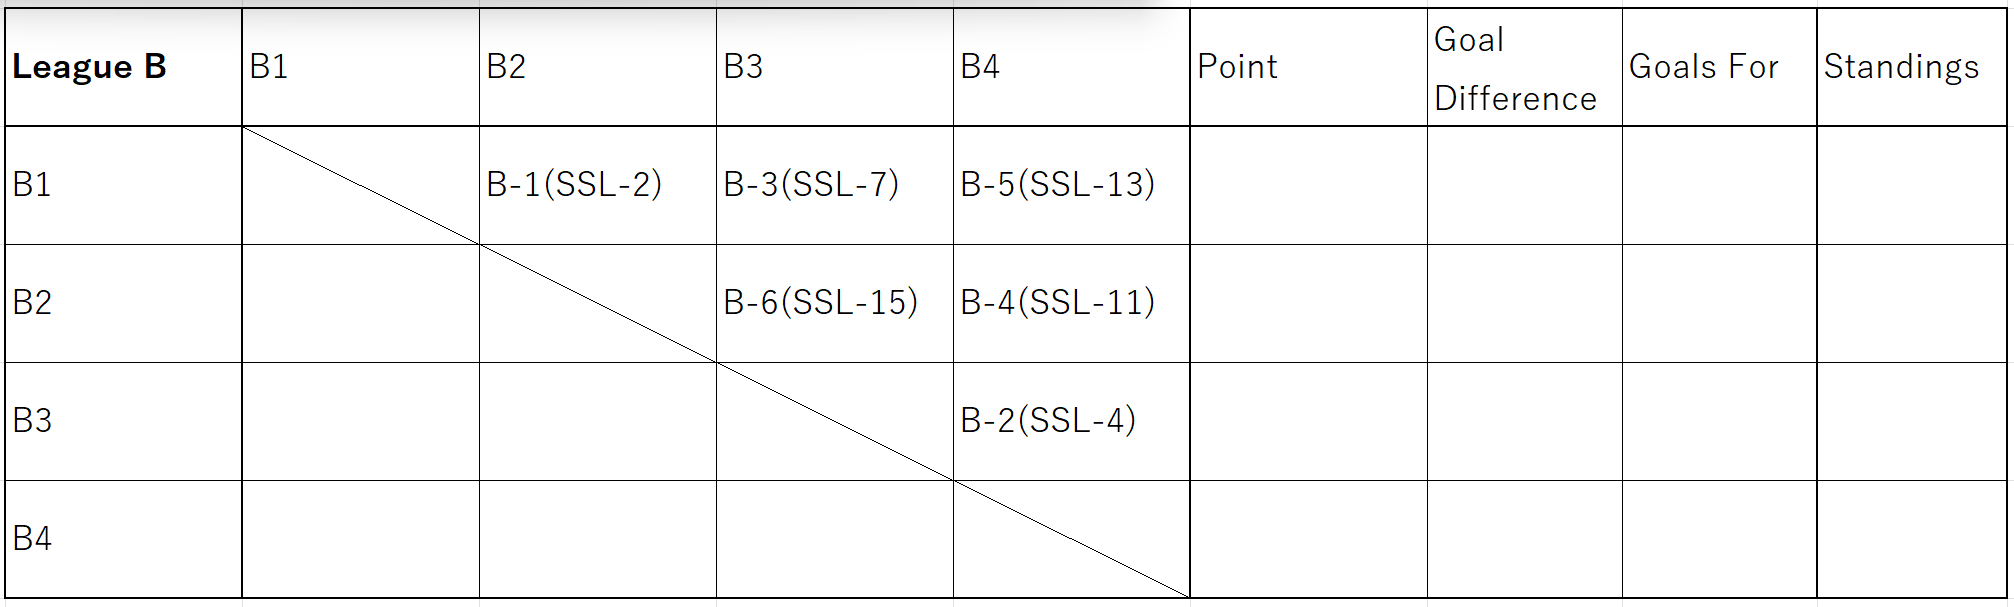 League B B1 B2 B3 B4 Point Goal Difference Goals For Standings
B1 B-1(SSL-2) B-3(SSL-7) B-5(SSL-13)
B2 B-6(SSL-15) B-4(SSL-11)
B3 B-2(SSL-4)
B4